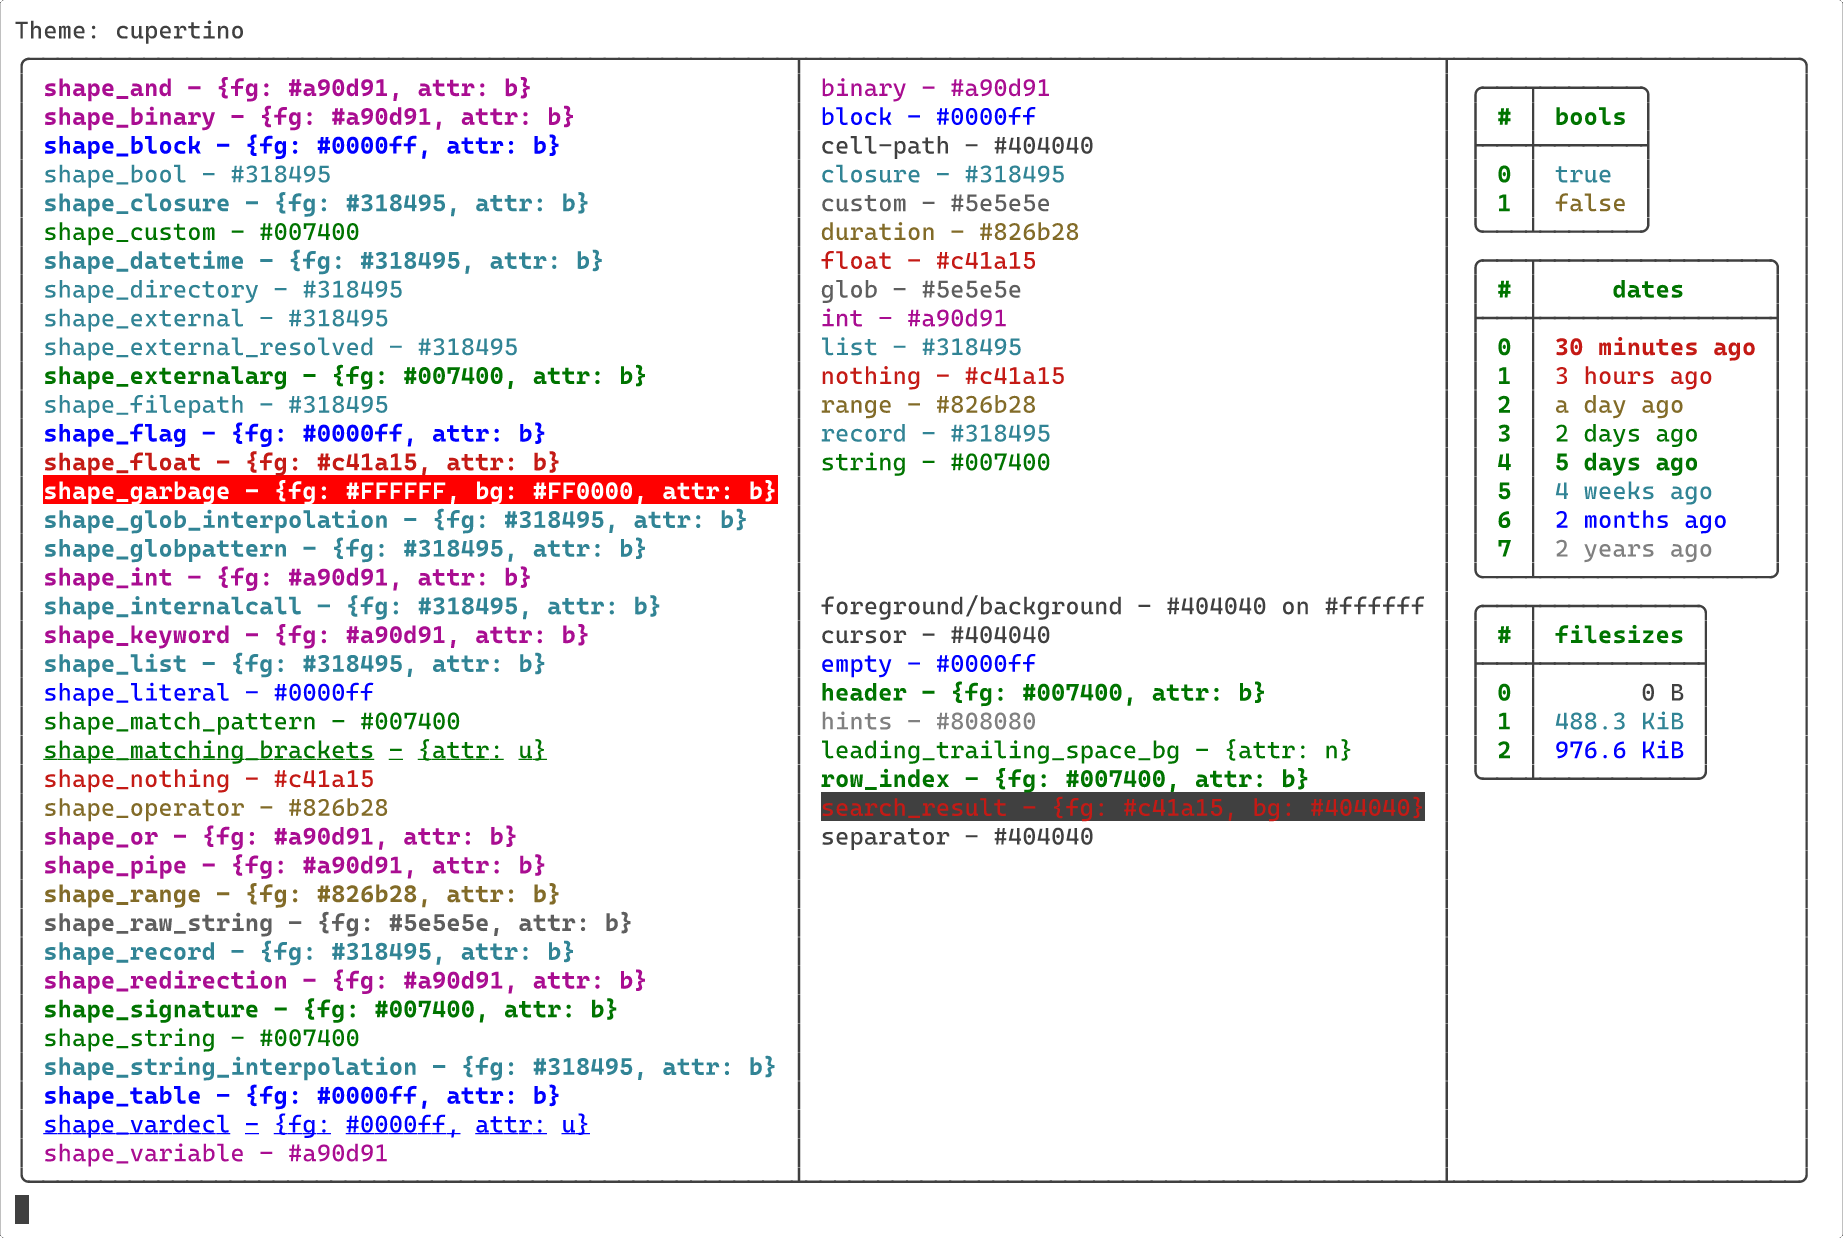 Theme: cupertino
shape_and - {fg: #a90d91, attr: b}
shape_binary - {fg: #a90d91, attr: b}
shape_block - {fg: #0000ff, attr: b}
shape_bool - #318495
shape_closure - {fg: #318495, attr: b}
shape_custom - #007400
shape_datetime - {fg: #318495, attr: b}
shape_directory - #318495
shape_external - #318495
shape_external_resolved - #318495
shape_externalarg - {fg: #007400, attr: b}
shape_filepath - #318495
shape_flag - {fg: #0000ff, attr: b}
shape_float - {fg: #c41a15, attr: b}
shape_garbage - {fg: #FFFFFF, bg: #FF0000, attr: b}
shape_glob_interpolation - {fg: #318495, attr: b}
shape_globpattern - {fg: #318495, attr: b}
shape_int - {fg: #a90d91, attr: b}
shape_internalcall - {fg: #318495, attr: b}
shape_keyword - {fg: #a90d91, attr: b}
shape_list - {fg: #318495, attr: b}
shape_literal - #0000ff
shape_match_pattern - #007400
shape_matching_brackets - {attr: u}
shape_nothing - #c41a15
shape_operator - #826b28
shape_or - {fg: #a90d91, attr: b}
shape_pipe - {fg: #a90d91, attr: b}
shape_range - {fg: #826b28, attr: b}
shape_raw_string - {fg: #5e5e5e, attr: b}
shape_record - {fg: #318495, attr: b}
shape_redirection - {fg: #a90d91, attr: b}
shape_signature - {fg: #007400, attr: b}
shape_string - #007400
shape_string_interpolation - {fg: #318495, attr: b}
shape_table - {fg: #0000ff, attr: b}
shape_vardecl - {fg: #0000ff, attr: u}
shape_variable - #a90d91
binary - #a90d91
block - #0000ff
cell-path - #404040
closure - #318495
custom - #5e5e5e
duration - #826b28
float - #c41a15
glob - #5e5e5e
int - #a90d91
list - #318495
nothing - #c41a15
range - #826b28
record - #318495
string - #007400
foreground/background - #404040 on #ffffff
cursor - #404040
empty - #0000ff
header - {fg: #007400, attr: b}
hints - #808080
leading_trailing_space_bg - {attr: n}
row_index - {fg: #007400, attr: b}
search_result - {fg: #c41a15, bg: #404040}
separator - #404040
# bools
0 true
1 false
# dates
0 30 minutes ago
1 3 hours ago
2 a day ago
3 2 days ago
4 5 days ago
5 4 weeks ago
6 2 months ago
7 2 years ago
# filesizes
0 0 B
1 488.3 KiB
2 976.6 KiB